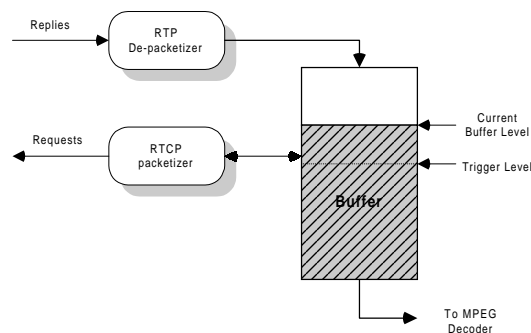 Replies
RTP
De-packetizer
Current
Buffer Level
Requests
RTCP
packetizer
Trigger Level
Buffer
To MPEG
Decoder